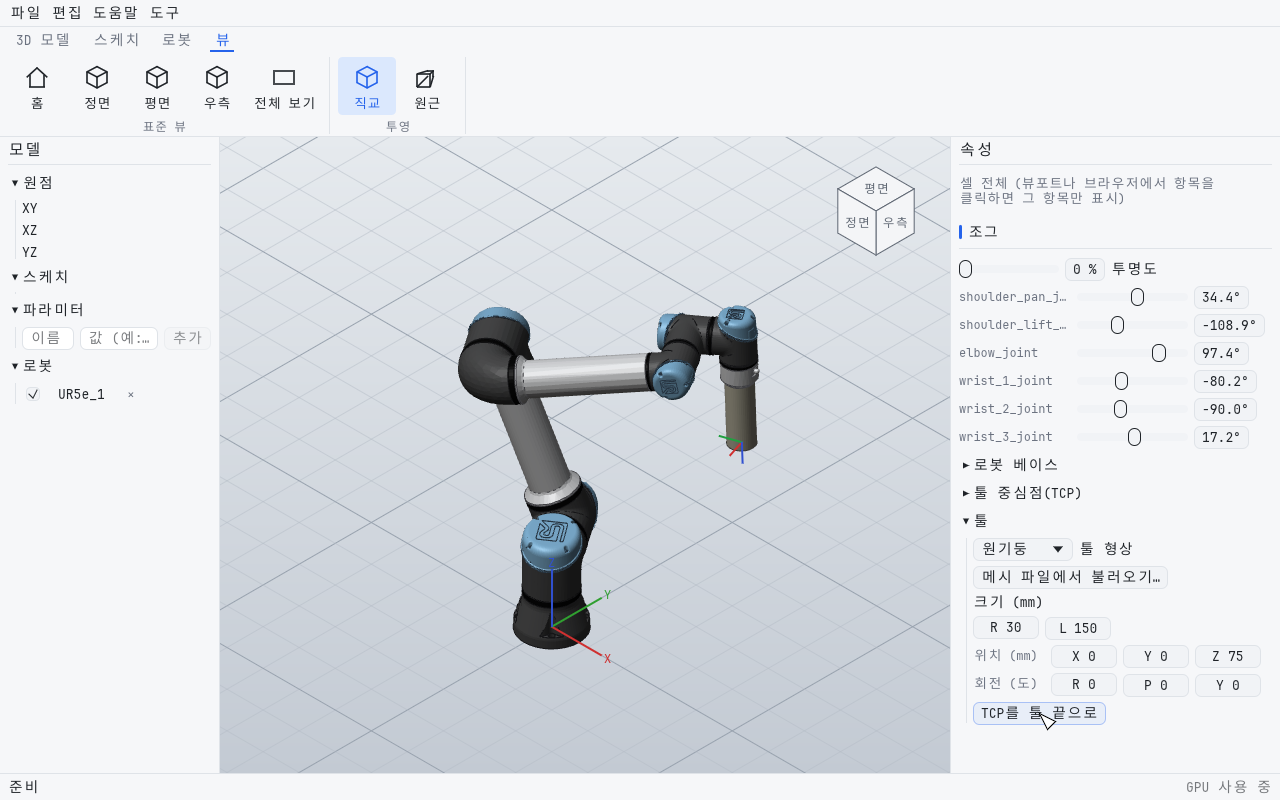 파일 편집 도움말 도구
3D 모델 스케치 로봇 뷰
홈 정면 평면 우측 전체 보기 직교 원근
표준 뷰 투영
모델
▼ 원점
XY
XZ
YZ
▼ 스케치
▼ 파라미터
이름 값 (예:… 추가
▼ 로봇
UR5e_1 ×
평면
정면 우측
UR
UR
UR
Y
X
속성
셀 전체 (뷰포트나 브라우저에서 항목을
클릭하면 그 항목만 표시)
조그
0 % 투명도
shoulder_pan_j… 34.4°
shoulder_lift_… -108.9°
elbow_joint 97.4°
wrist_1_joint -80.2°
wrist_2_joint -90.0°
wrist_3_joint 17.2°
▶ 로봇 베이스
▶ 툴 중심점(TCP)
▼ 툴
원기둥 툴 형상
메시 파일에서 불러오기…
크기 (mm)
R 30 L 150
위치 (mm) X 0 Y 0 Z 75
회전 (도) R 0 P 0 Y 0
TCP를 툴 끝으로
준비 GPU 사용 중